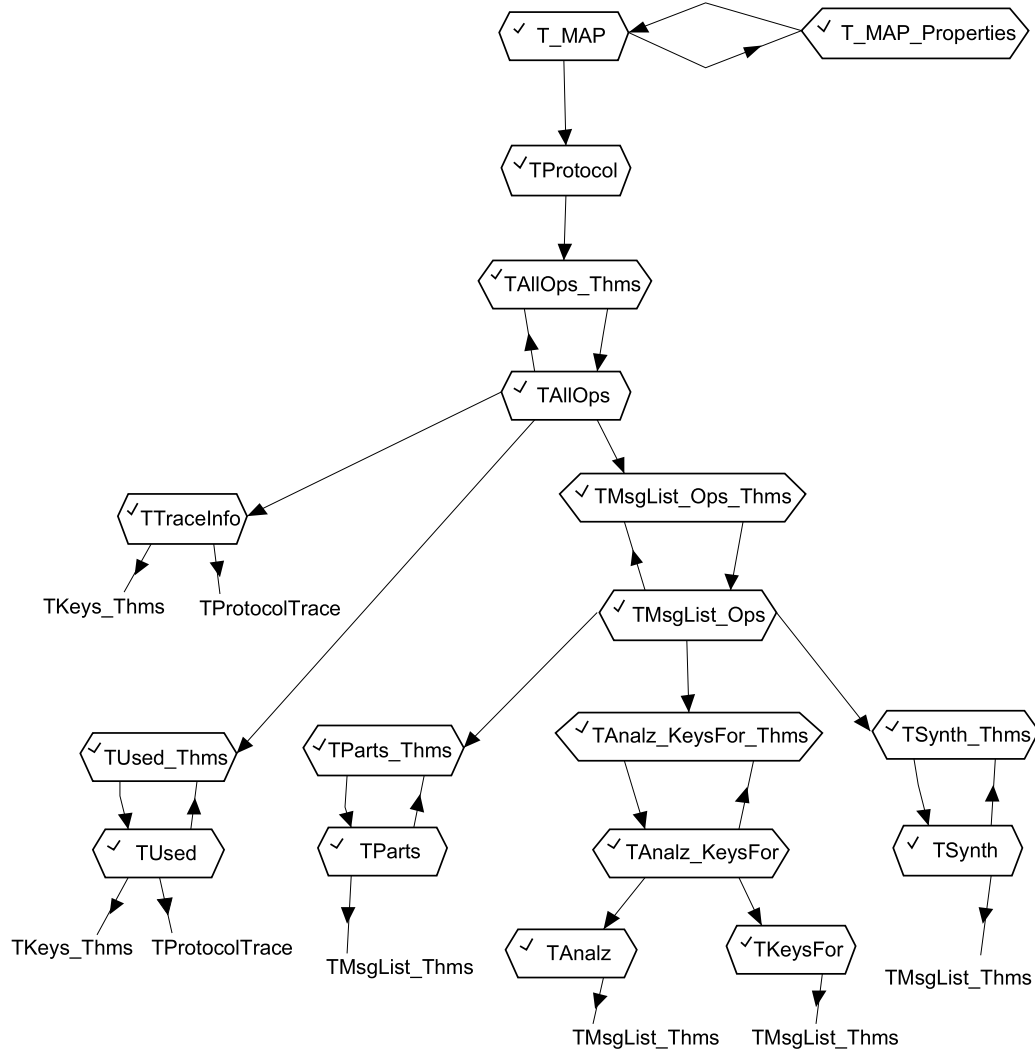 T_MAP
T_MAP_Properties
TProtocol
TAllOps_Thms
TAllOps
TMsgList_Ops_Thms
TTraceInfo
TKeys_Thms
TProtocolTrace
TMsgList_Ops
TUsed_Thms
TParts_Thms
TAnalz_KeysFor_Thms
TSynth_Thms
TUsed
TParts
TAnalz_KeysFor
TSynth
TKeys_Thms
TProtocolTrace
TMsgList_Thms
TAnalz
TKeysFor
TMsgList_Thms
TMsgList_Thms
TMsgList_Thms